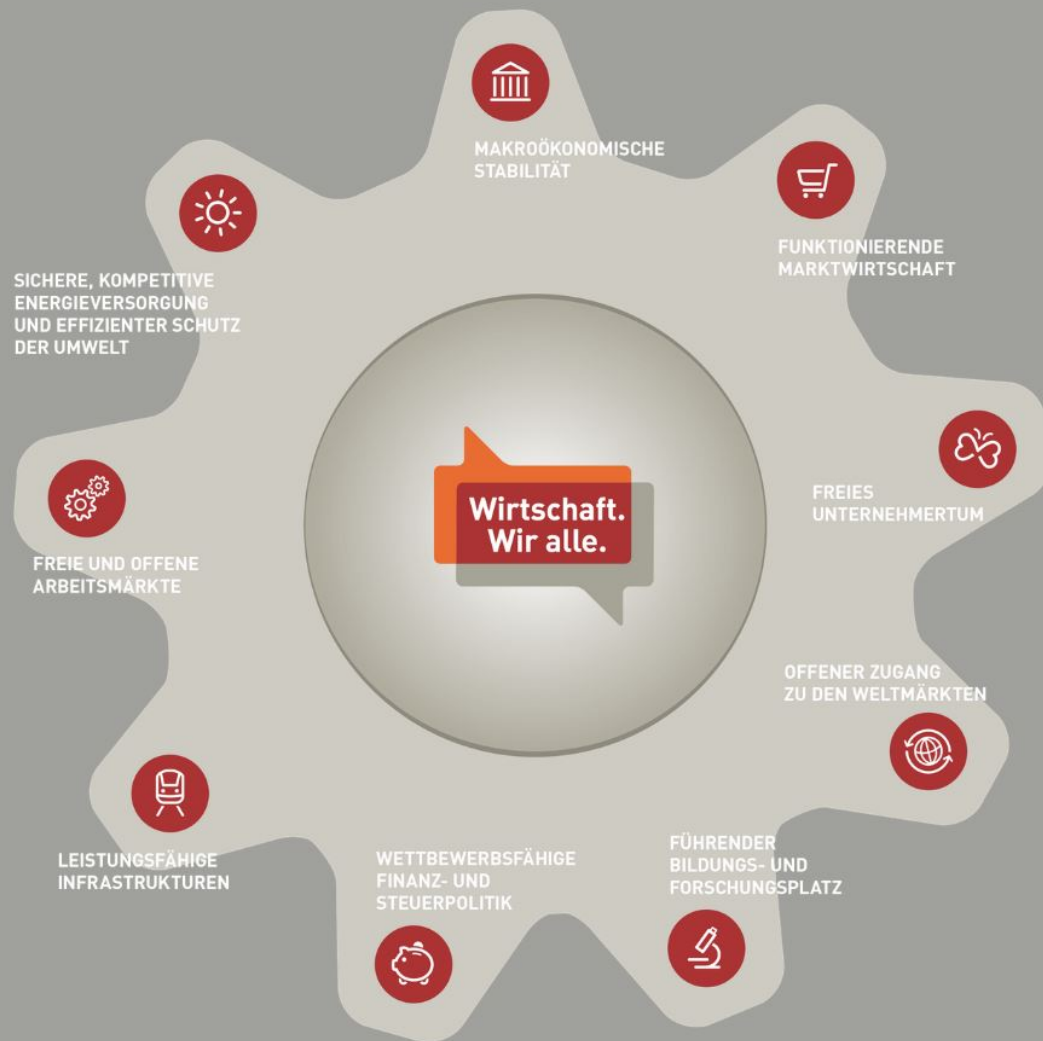 MAKROÖKONOMISCHE
STABILITÄT
FUNKTIONIERENDE
MARKTWIRTSCHAFT
SICHERE, KOMPETITIVE
ENERGIEVERSORGUNG
UND EFFIZIENTER SCHUTZ
DER UMWELT
Wirtschaft.
Wir alle.
FREIES
UNTERNEHMERTUM
FREIE UND OFFENE
ARBEITSMÄRKTE
OFFENER ZUGANG
ZU DEN WELTMÄRKTEN
LEISTUNGSFÄHIGE
INFRASTRUKTUREN
WETTBEWERBSFÄHIGE
FINANZ- UND
STEUERPOLITIK
FÜHRENDER
BILDUNGS- UND
FORSCHUNGSPLATZ